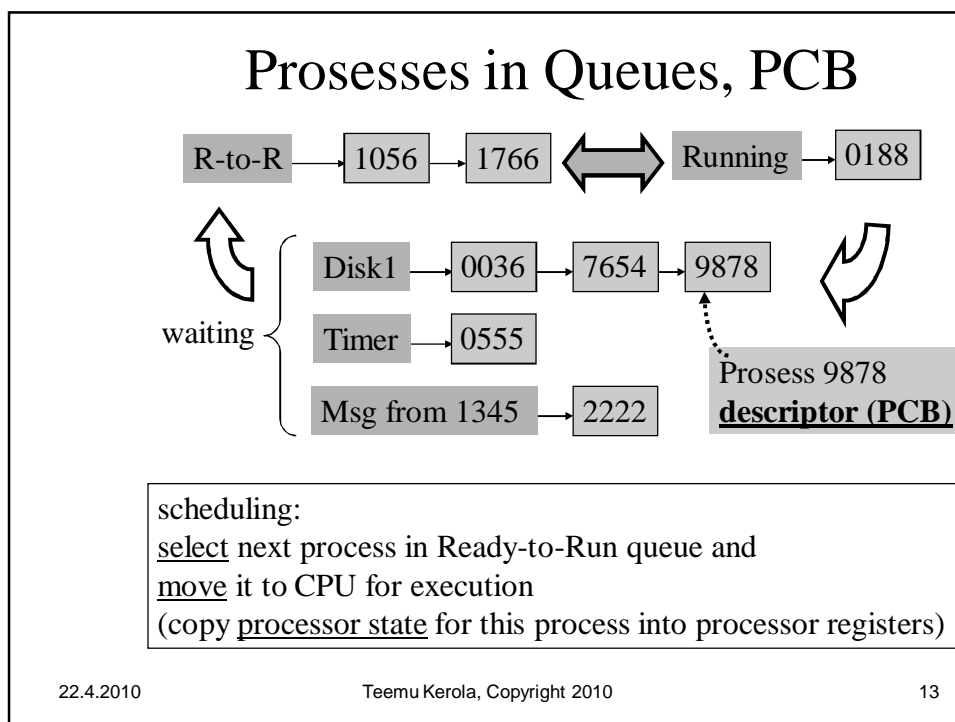 Prosesses in Queues, PCB
R-to-R 1056 1766 Running 0188
Disk1 0036 7654 9878
waiting
Timer 0555
Prosess 9878
descriptor (PCB)
Msg from 1345 2222
scheduling:
select next process in Ready-to-Run queue and
move it to CPU for execution
(copy processor state for this process into processor registers)
22.4.2010 Teemu Kerola, Copyright 2010 13